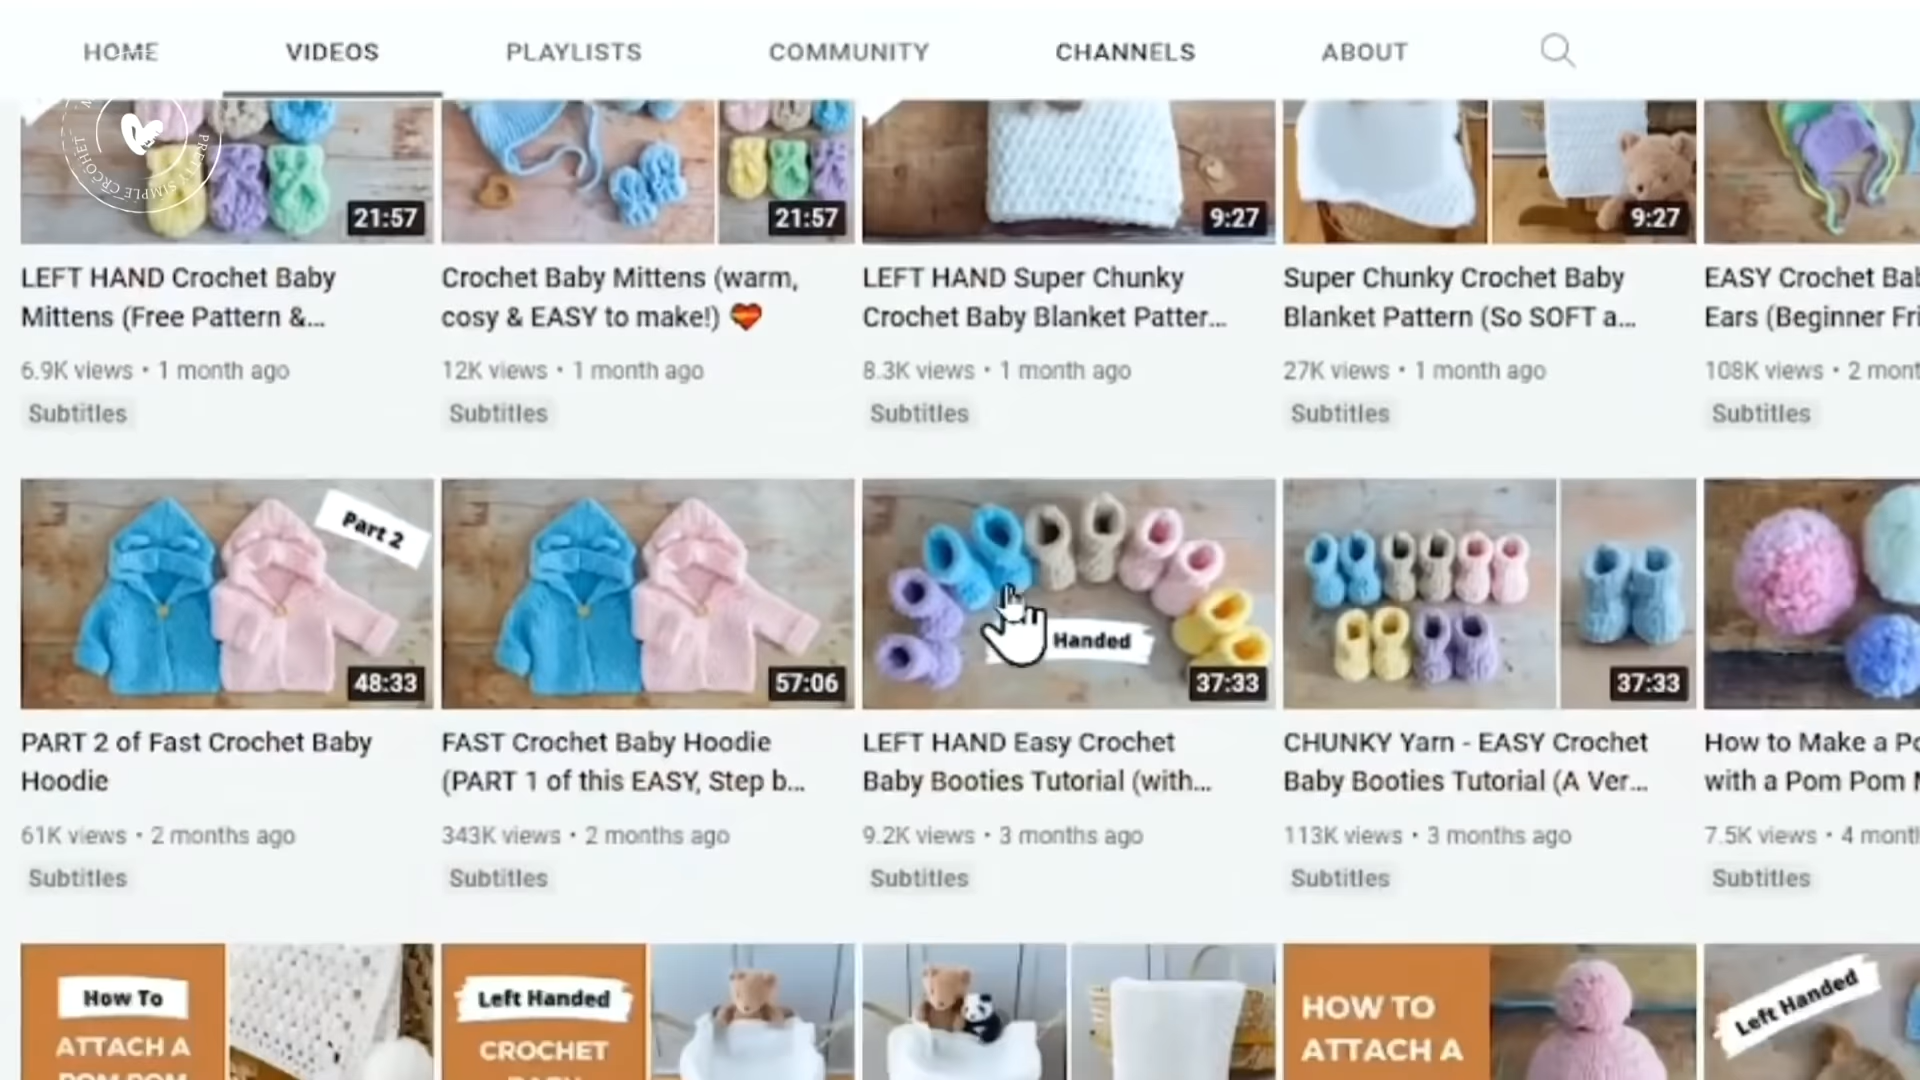 HOME VIDEOS PLAYLISTS COMMUNITY CHANNELS ABOUT
PRETTY SIMPLE CROCHET
21:57 21:57 9:27 9:27
LEFT HAND Crochet Baby
Mittens (Free Pattern &...
6.9K views • 1 month ago
Subtitles
Crochet Baby Mittens (warm,
cosy & EASY to make!)
12K views • 1 month ago
Subtitles
LEFT HAND Super Chunky
Crochet Baby Blanket Patter...
8.3K views • 1 month ago
Subtitles
Super Chunky Crochet Baby
Blanket Pattern (So SOFT a...
27K views • 1 month ago
Subtitles
EASY Crochet
Ears (Beginner
108K views • 2
Subtitles
Part 2
48:33
PART 2 of Fast Crochet Baby
Hoodie
61K views • 2 months ago
Subtitles
57:06
FAST Crochet Baby Hoodie
(PART 1 of this EASY, Step b...
343K views • 2 months ago
Subtitles
Handed
37:33
LEFT HAND Easy Crochet
Baby Booties Tutorial (with...
9.2K views • 3 months ago
Subtitles
37:33
CHUNKY Yarn - EASY Crochet
Baby Booties Tutorial (A Ver...
113K views • 3 months ago
Subtitles
How to Make a
with a Pom Pom
7.5K views • 4
Subtitles
How To
ATTACH A
POM POM
Left Handed
CROCHET
BABY
HOW TO
ATTACH A
Left Handed